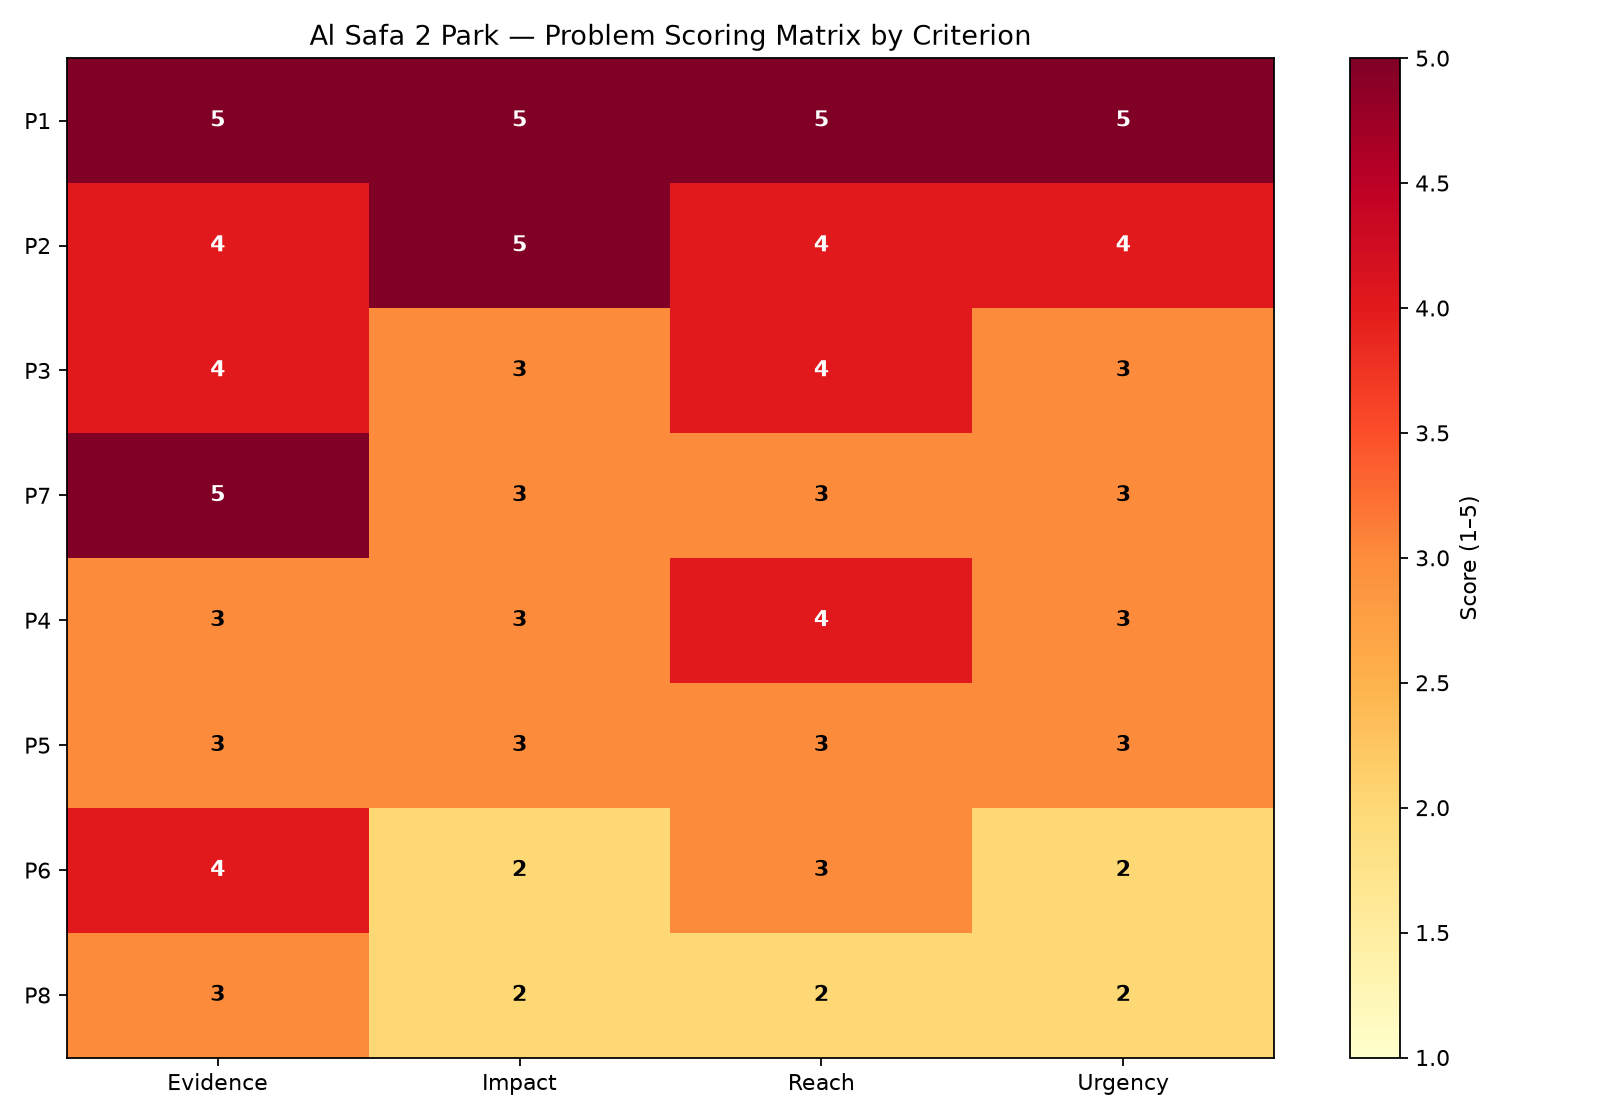 Al Safa 2 Park — Problem Scoring Matrix by Criterion
P1 5 5 5 5
P2 4 5 4 4
P3 4 3 4 3
P7 5 3 3 3
P4 3 3 4 3
P5 3 3 3 3
P6 4 2 3 2
P8 3 2 2 2
Evidence Impact Reach Urgency
5.0
4.5
4.0
3.5
3.0
2.5
2.0
1.5
1.0
Score (1–5)